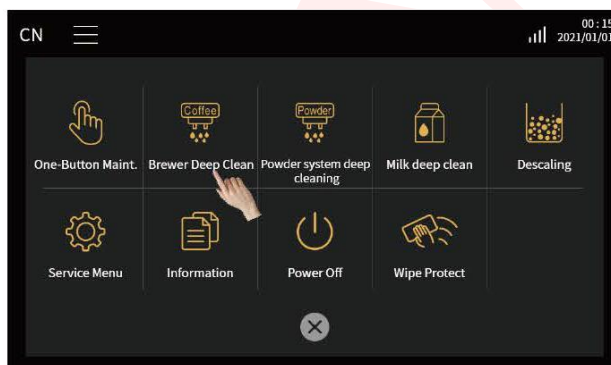 CN
00:15
2021/01/01
Coffee
Powder
One-Button Maint.
Brewer Deep Clean
Powder system deep
cleaning
Milk deep clean
Descaling
Service Menu
Information
Power Off
Wipe Protect